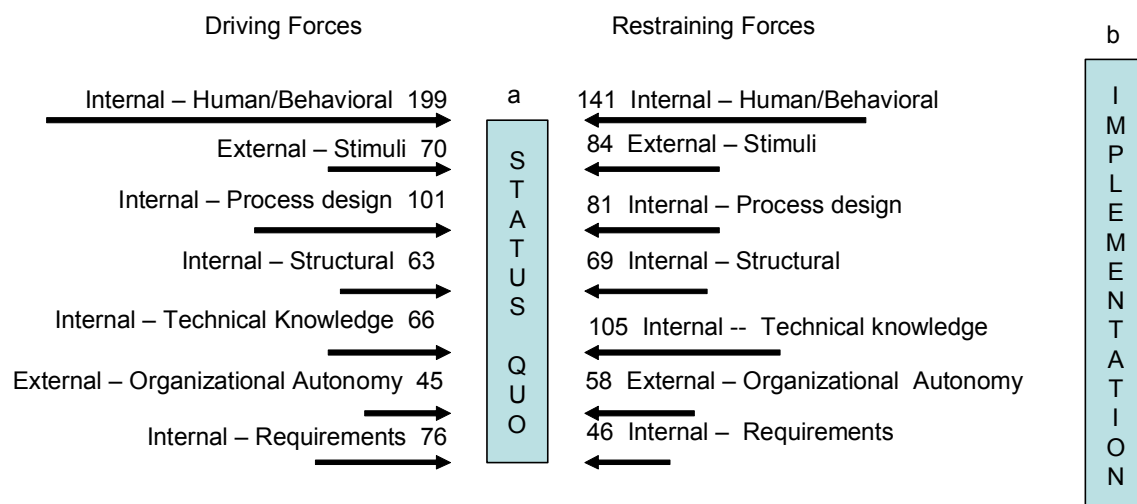 Driving Forces
Restraining Forces
b
Internal – Human/Behavioral 199
a
141 Internal – Human/Behavioral
External – Stimuli 70
84 External – Stimuli
Internal – Process design 101
81 Internal – Process design
Internal – Structural 63
69 Internal – Structural
Internal – Technical Knowledge 66
105 Internal -- Technical knowledge
External – Organizational Autonomy 45
58 External – Organizational Autonomy
Internal – Requirements 76
46 Internal – Requirements
STATUS QUO
IMPLEMENTATION